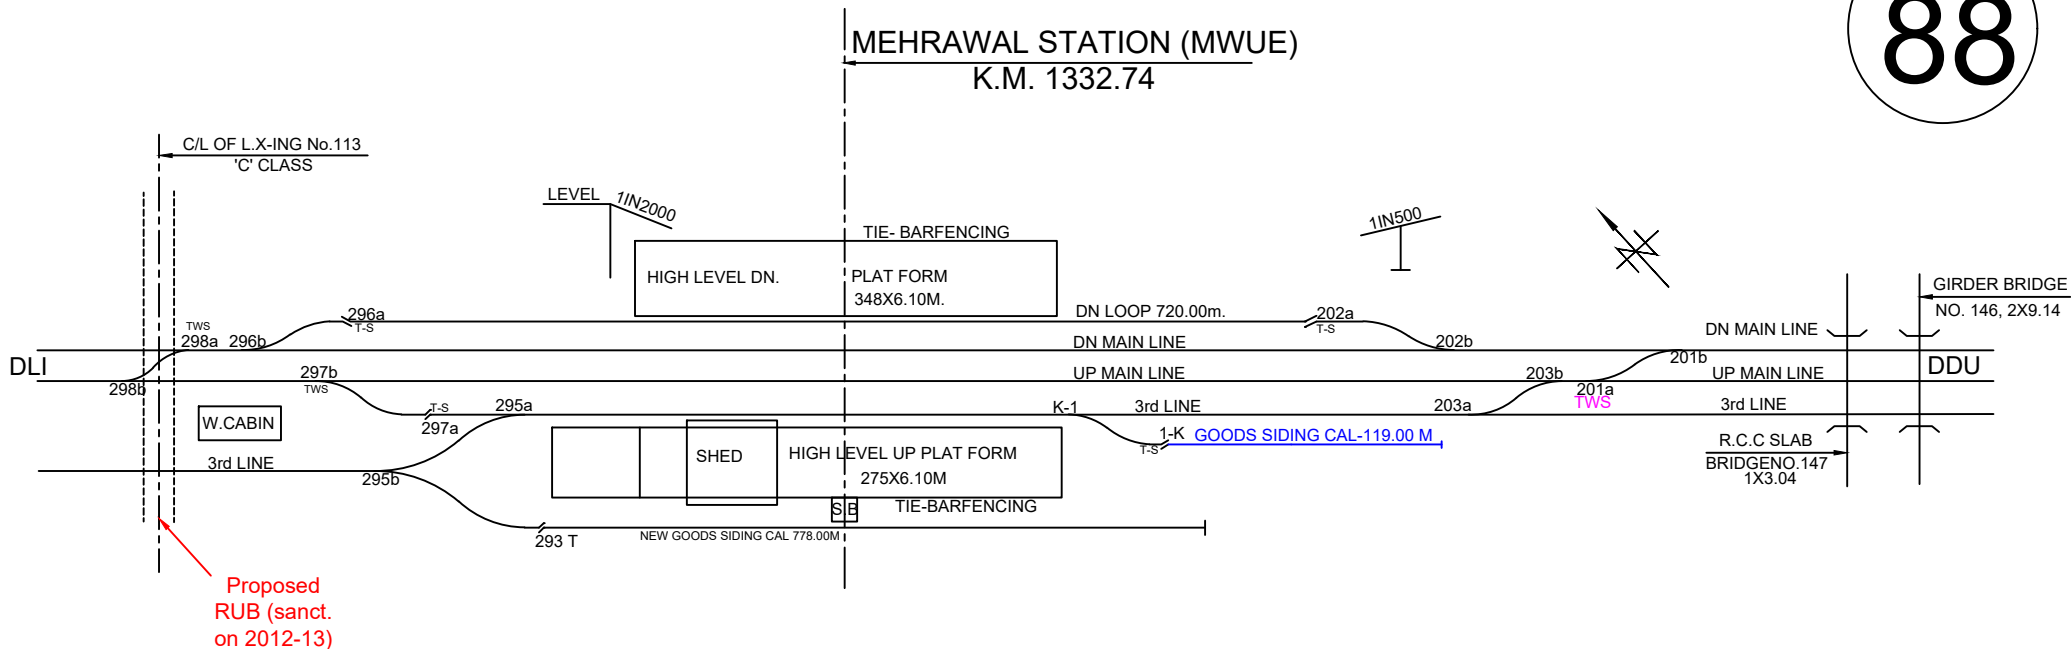 88
MEHRAWAL STATION (MWUE)
K.M. 1332.74
C/L OF L.X-ING No.113
'C' CLASS
LEVEL
1IN2000
1IN500
TIE- BARFENCING
HIGH LEVEL DN.
PLAT FORM
348X6.10M.
GIRDER BRIDGE
NO. 146, 2X9.14
296a
T-S
DN LOOP 720.00m.
202a
T-S
TWS
298a
296b
DN MAIN LINE
202b
DN MAIN LINE
201b
DLI
DDU
298b
297b
TWS
UP MAIN LINE
203b
201a
TWS
UP MAIN LINE
T-S
297a
295a
K-1
3rd LINE
203a
3rd LINE
W.CABIN
1-K
T-S
GOODS SIDING CAL-119.00 M
R.C.C SLAB
BRIDGENO.147
1X3.04
3rd LINE
295b
SHED
HIGH LEVEL UP PLAT FORM
275X6.10M
S B
TIE-BARFENCING
293 T
NEW GOODS SIDING CAL 778.00M
Proposed
RUB (sanct.
on 2012-13)